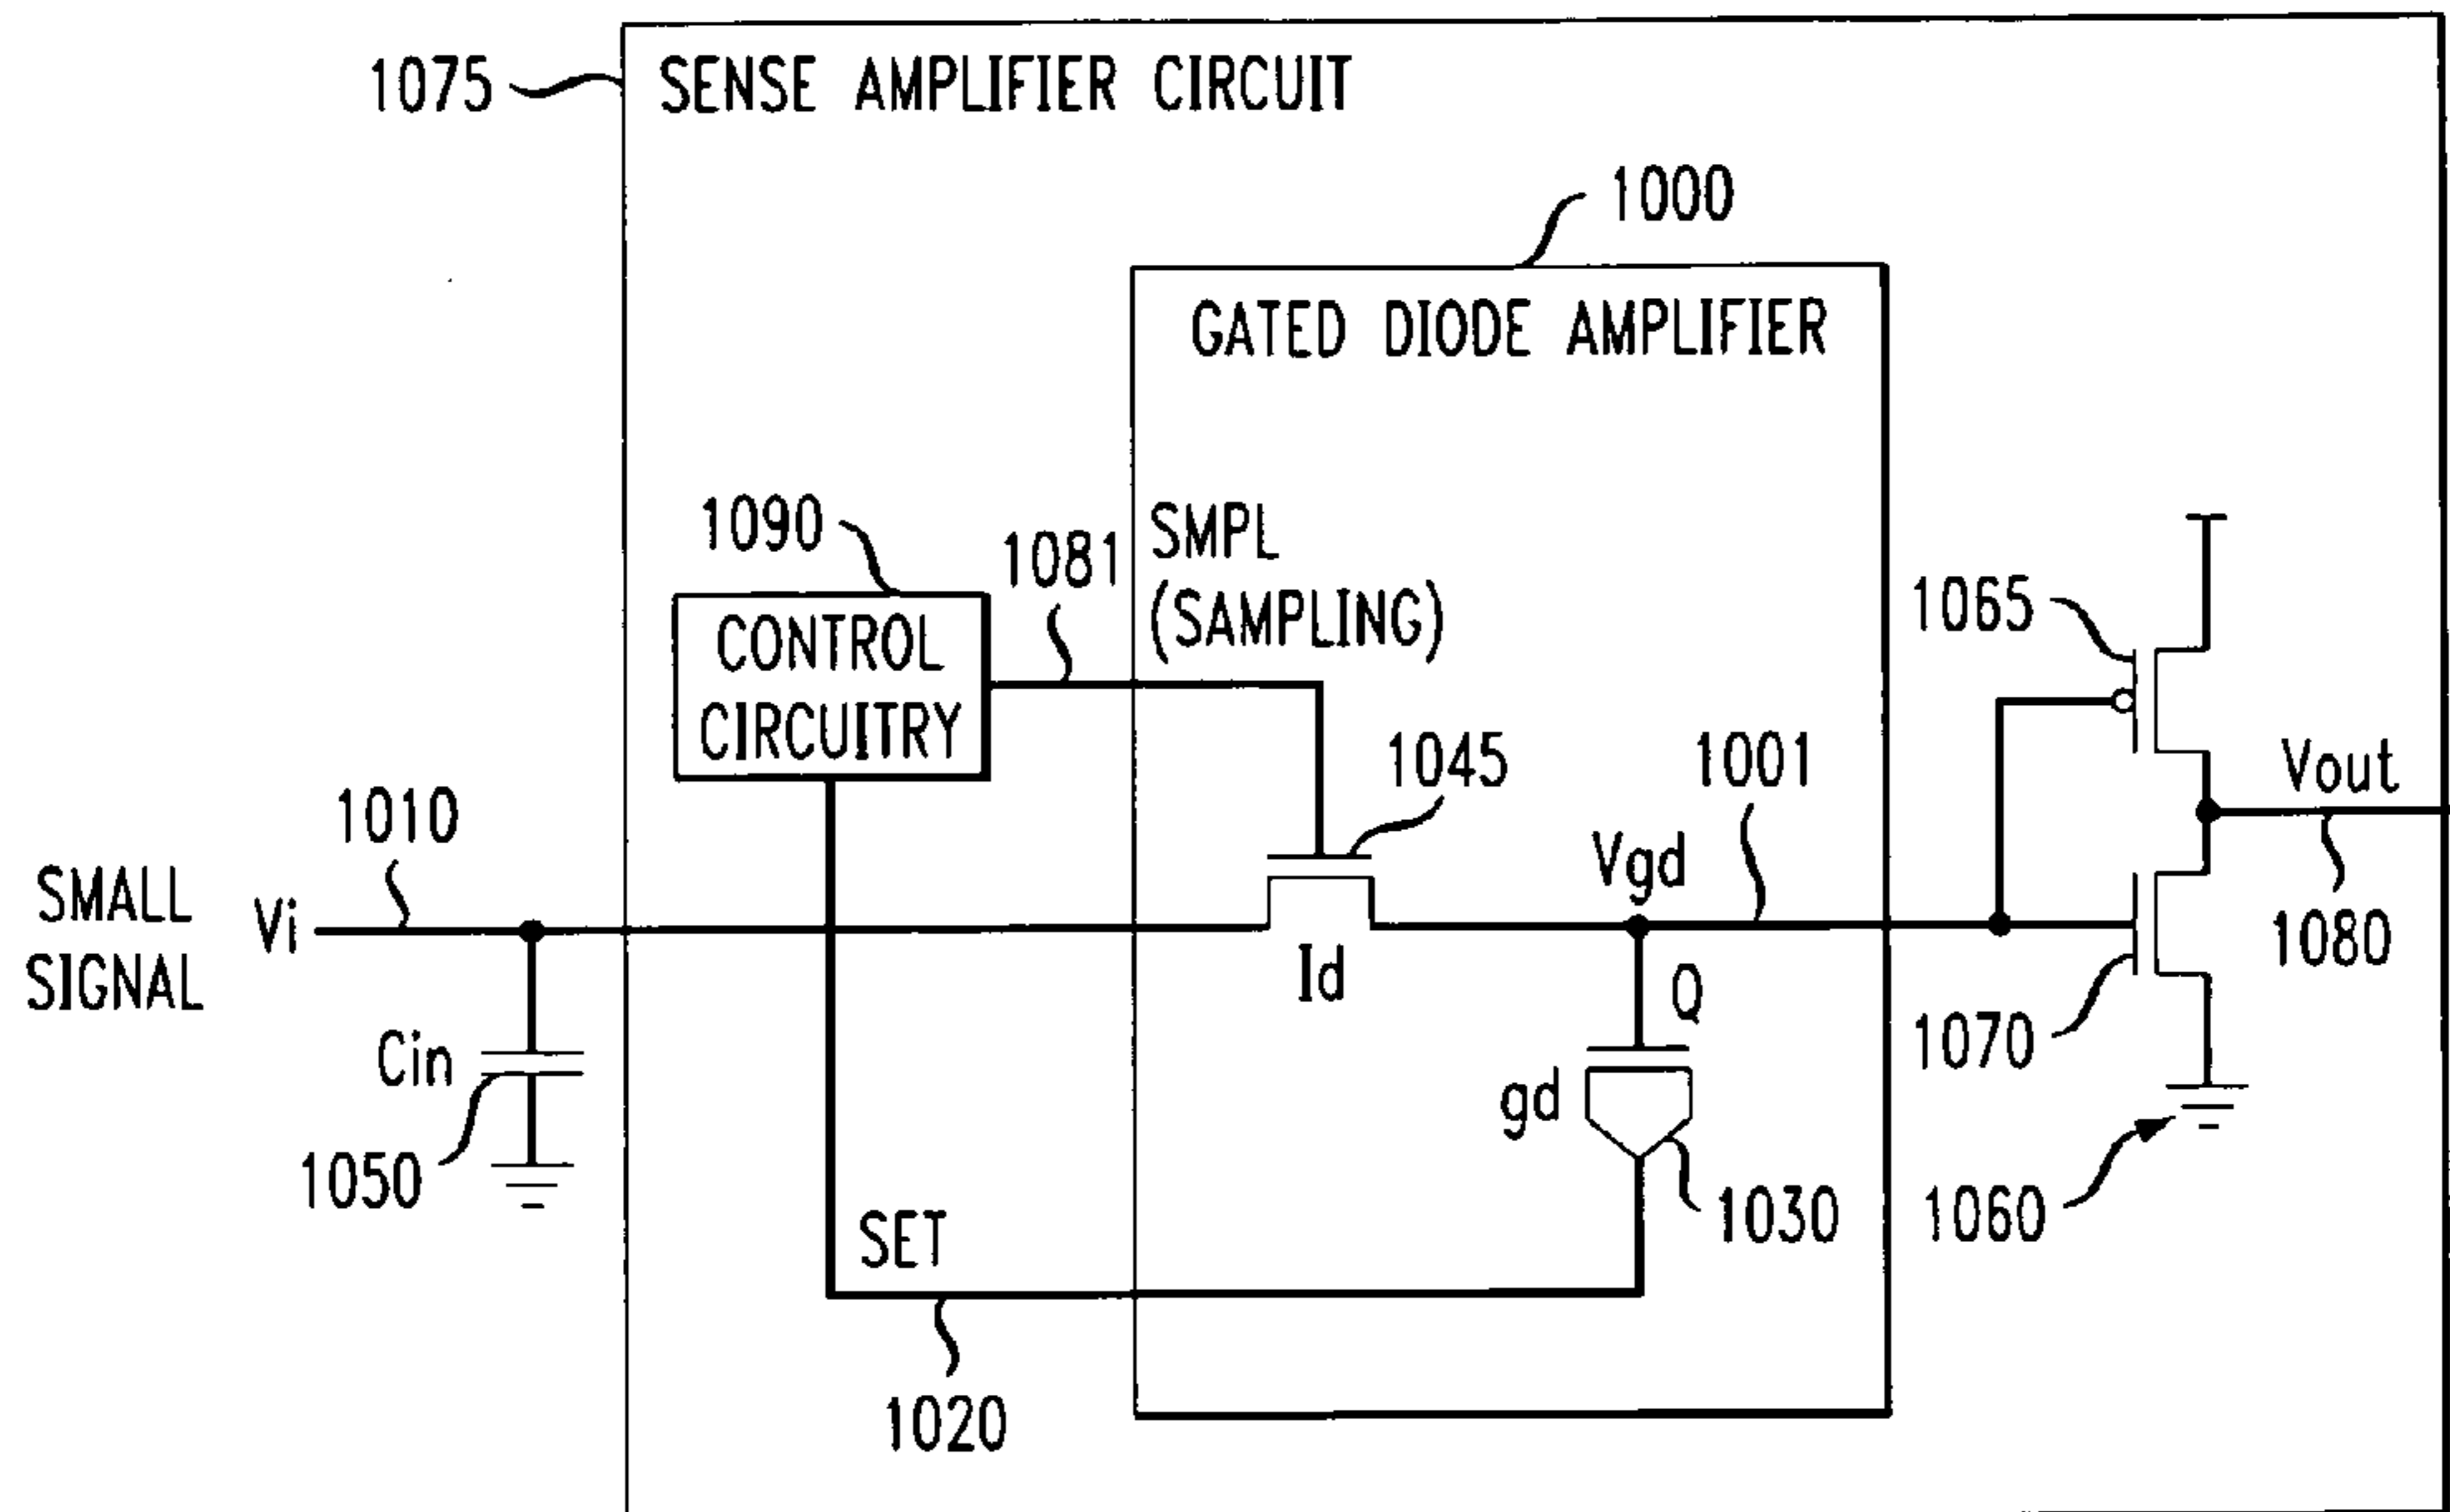 1075
SENSE AMPLIFIER CIRCUIT
1000
GATED DIODE AMPLIFIER
1090
1081
SMPL
(SAMPLING)
CONTROL
CIRCUITRY
1065
1045
1001
Vout
1010
SMALL
SIGNAL
Vi
Vgd
1080
Id
Q
Cin
1070
gd
1050
1030
1060
SET
1020